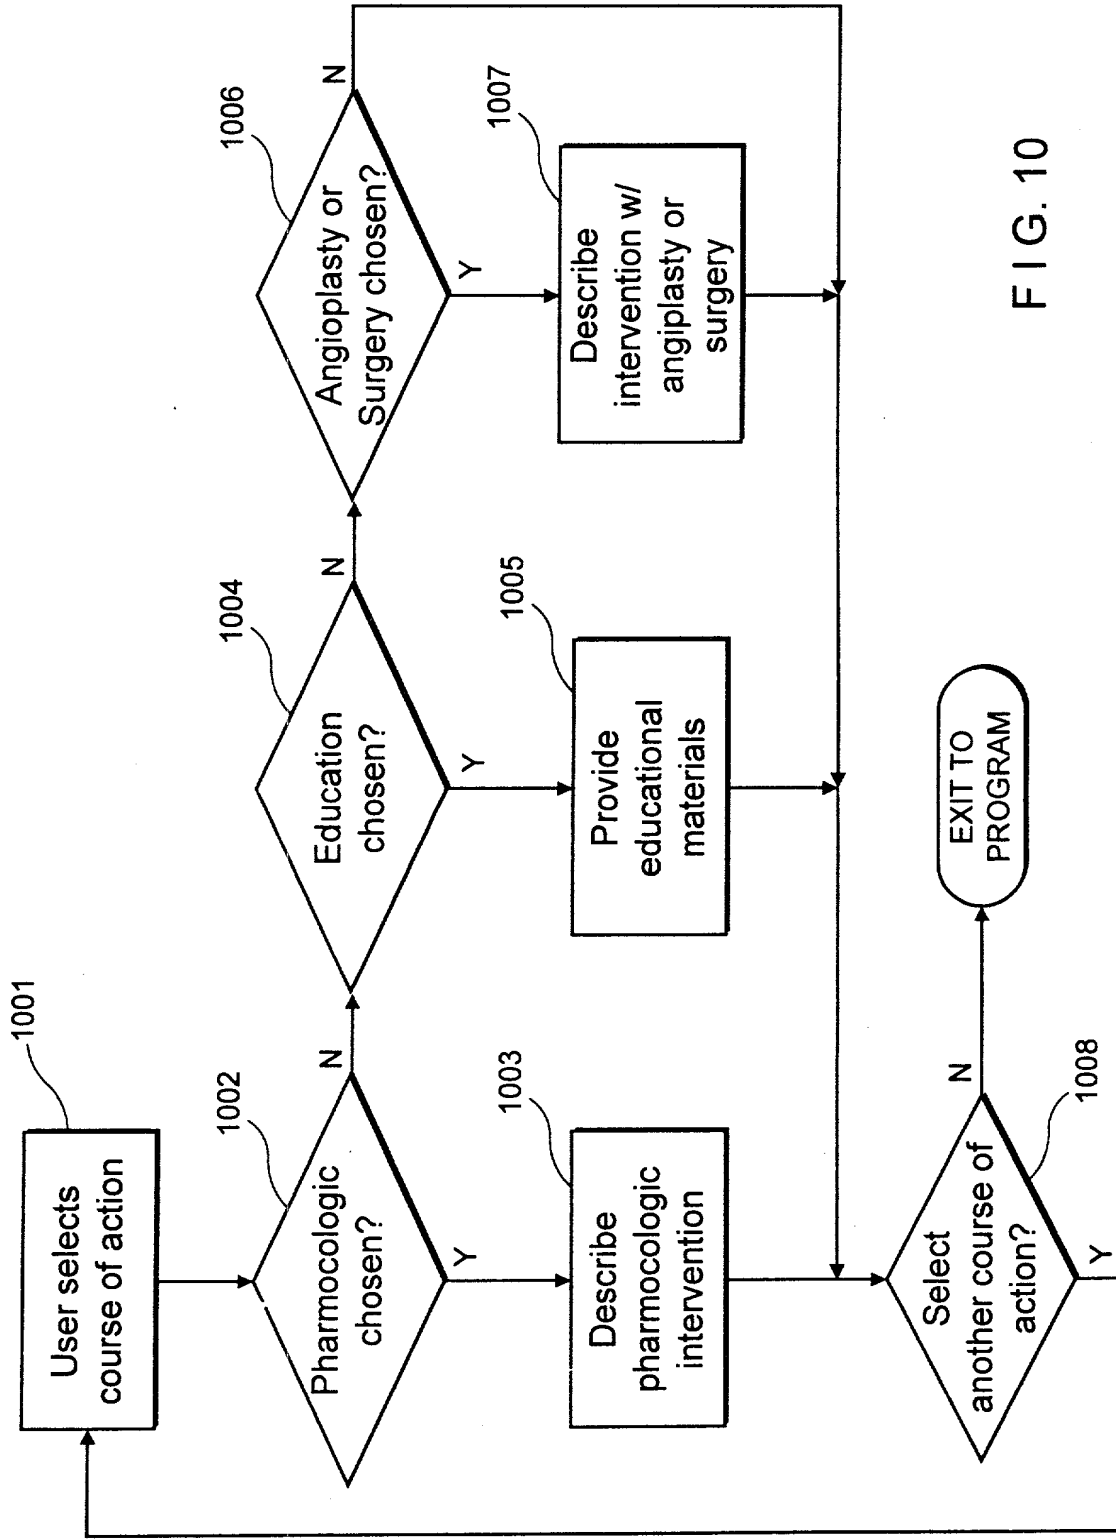 1001
User selects
course of action
1002
Pharmocologic
chosen?
N
Y
1004
Education
chosen?
N
Y
1006
Angioplasty or
Surgery chosen?
N
Y
1003
Describe
pharmocologic
intervention
1005
Provide
educational
materials
1007
Describe
intervention w/
angiplasty or
surgery
Select
another course of
action?
N
Y
1008
EXIT TO
PROGRAM
FIG. 10